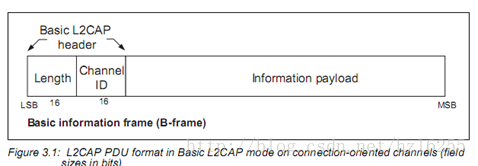 Basic L2CAP
header
Length
Channel
ID
Information payload
LSB 16 16 MSB
Basic information frame (B-frame)
Figure 3.1: L2CAP PDU format in Basic L2CAP mode on connection-oriented channels (field
sizes in bits)